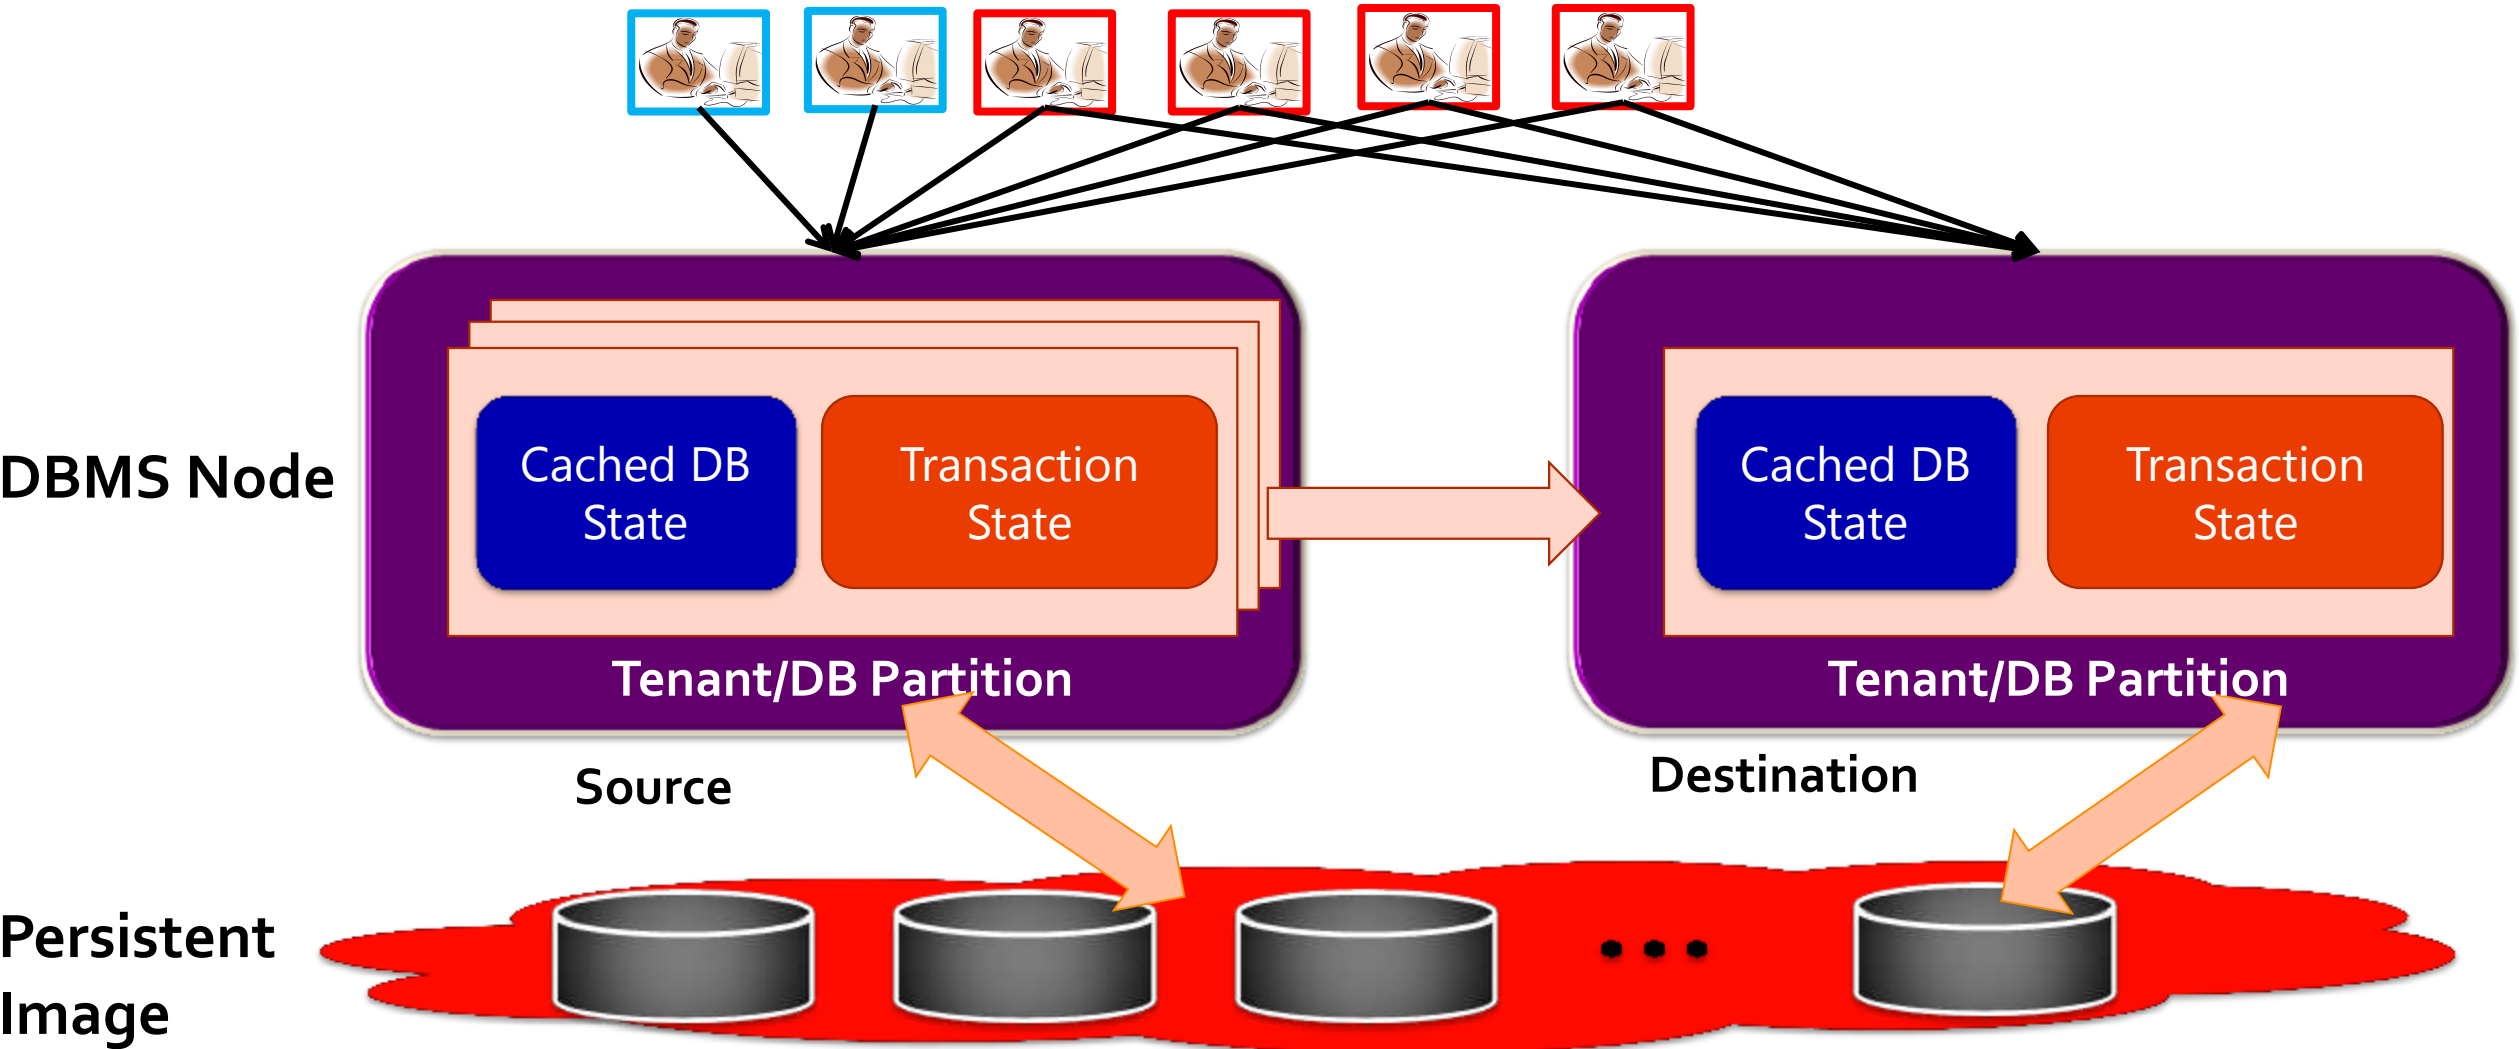 DBMS Node
Cached DB
State
Transaction
State
Tenant/DB Partition
Cached DB
State
Transaction
State
Tenant/DB Partition
Source
Destination
Persistent
Image